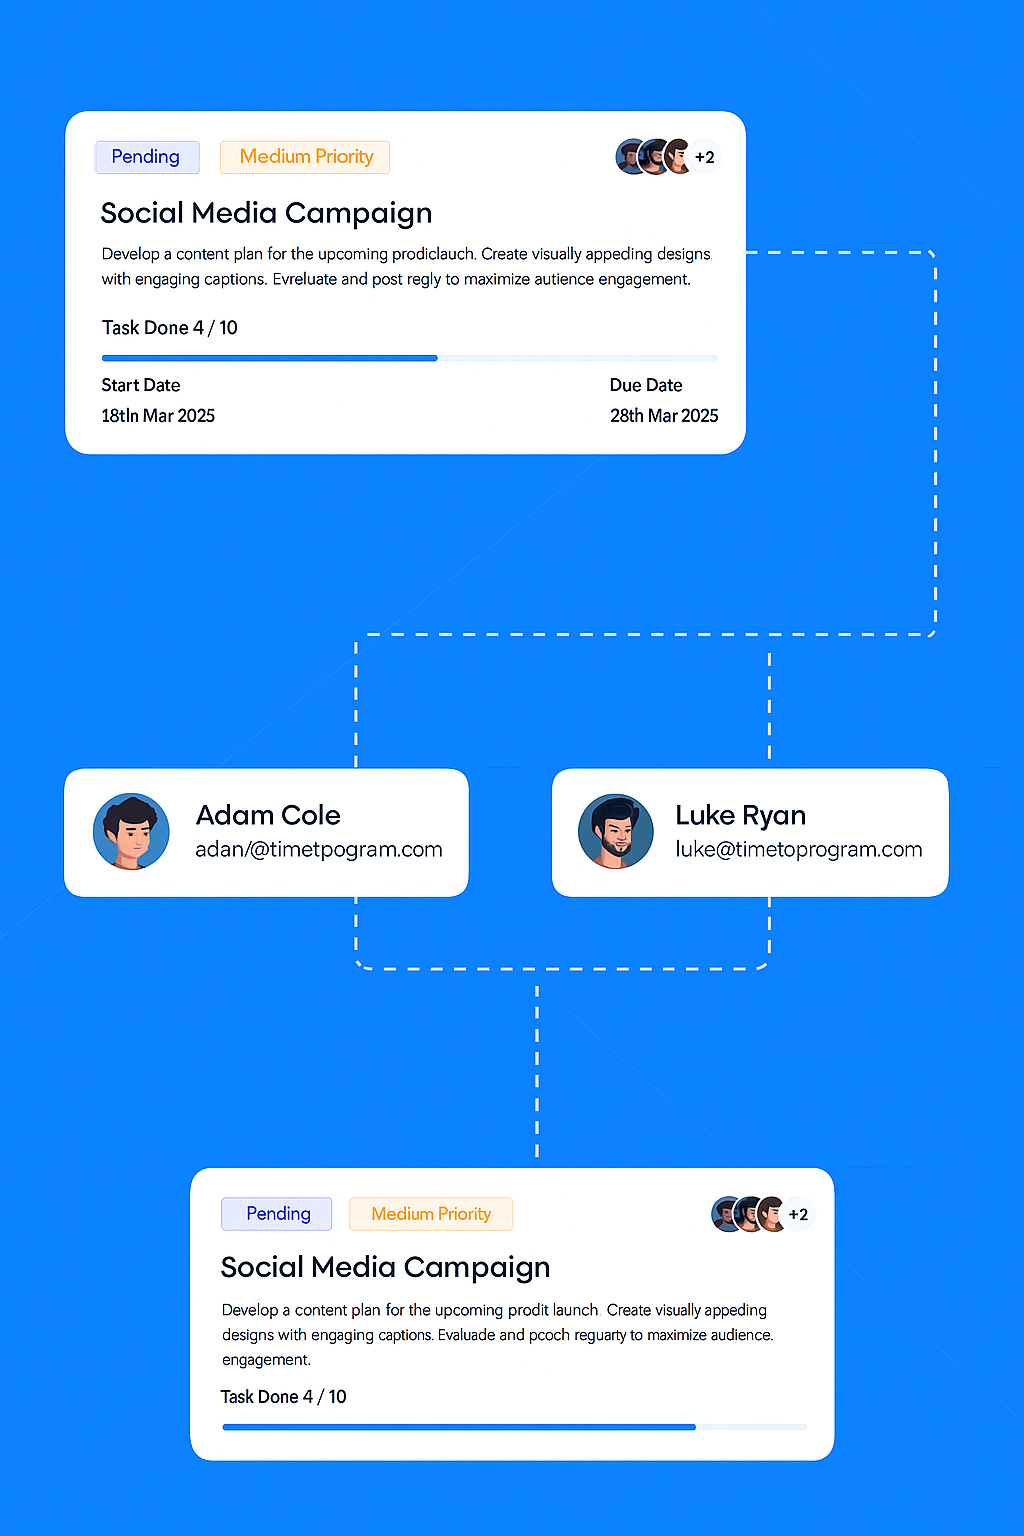 Pending
Medium Priority
+2
Social Media Campaign
Develop a content plan for the upcoming prodiclauch. Create visually appeding designs
with engaging captions. Evreluate and post regly to maximize autience engagement.
Task Done 4 / 10
Start Date
Due Date
18tln Mar 2025
28th Mar 2025
Adam Cole
adan/@timetpogram.com
Luke Ryan
luke@timetoprogram.com
Pending
Medium Priority
+2
Social Media Campaign
Develop a content plan for the upcoming prodit launch. Create visually appeding
designs with engaging captions. Evaluade and pcoch reguarty to maximize audience.
engagement.
Task Done 4 / 10